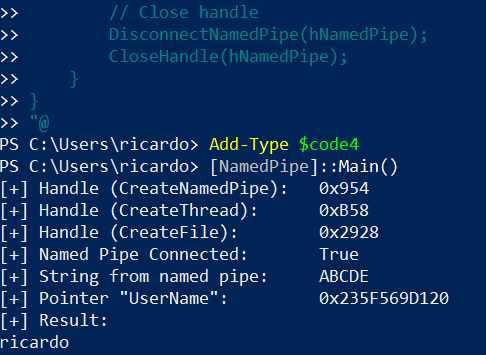 >>         // Close handle
>>         DisconnectNamedPipe(hNamedPipe);
>>         CloseHandle(hNamedPipe);
>>     }
>> }
>> "@
PS C:\Users\ricardo> Add-Type $code4
PS C:\Users\ricardo> [NamedPipe]::Main()
[+] Handle (CreateNamedPipe):   0x954
[+] Handle (CreateThread):      0xB58
[+] Handle (CreateFile):        0x2928
[+] Named Pipe Connected:       True
[+] String from named pipe:     ABCDE
[+] Pointer "UserName":         0x235F569D120
[+] Result:
ricardo